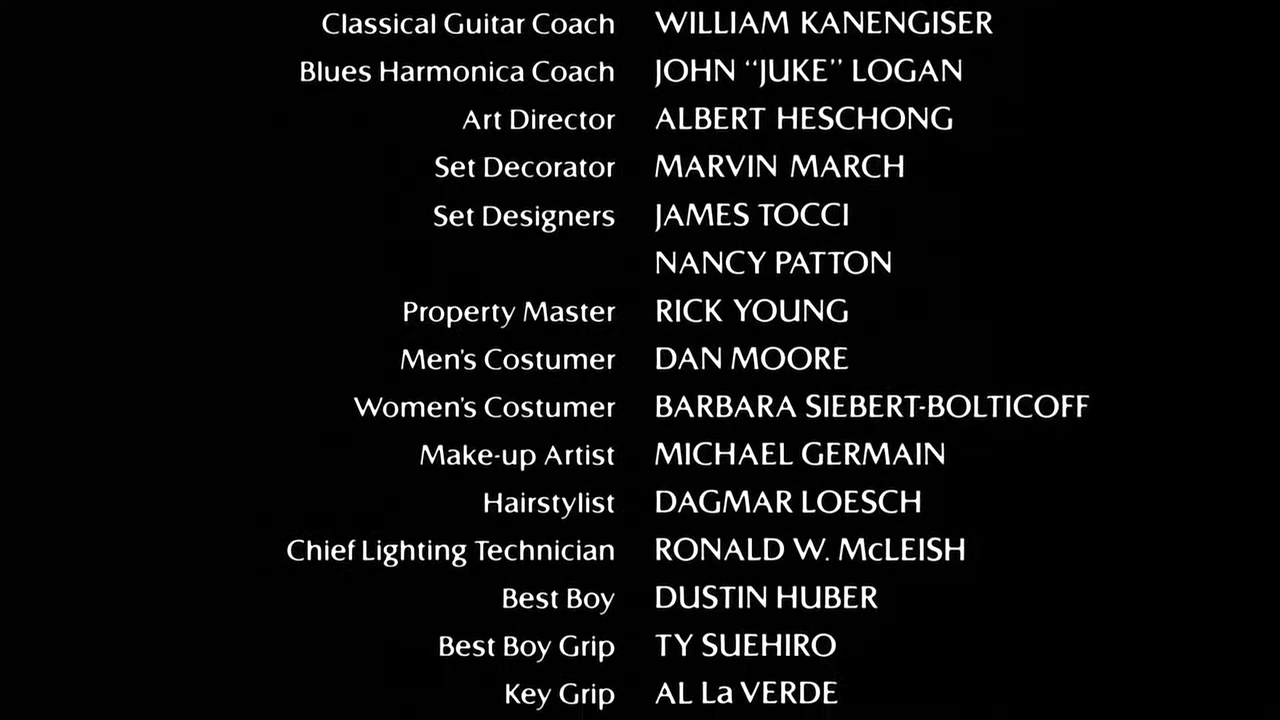 Classical Guitar Coach WILLIAM KANENGISER
Blues Harmonica Coach JOHN “JUKE” LOGAN
Art Director ALBERT HESCHONG
Set Decorator MARVIN MARCH
Set Designers JAMES TOCCI
NANCY PATTON
Property Master RICK YOUNG
Men's Costumer DAN MOORE
Women's Costumer BARBARA SIEBERT-BOLTICOFF
Make-up Artist MICHAEL GERMAIN
Hairstylist DAGMAR LOESCH
Chief Lighting Technician RONALD W. McLEISH
Best Boy DUSTIN HUBER
Best Boy Grip TY SUEHIRO
Key Grip AL La VERDE